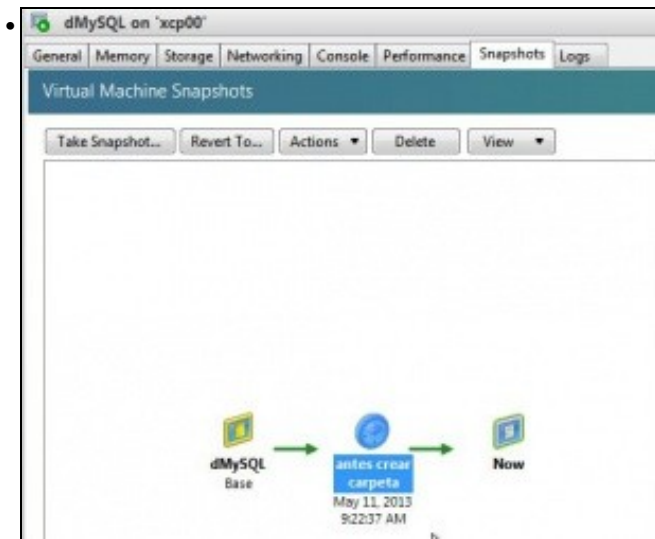 dMySQL on 'xcp00'
General Memory Storage Networking Console Performance Snapshots Logs
Virtual Machine Snapshots
Take Snapshot... Revert To... Actions Delete View
dMySQL
Base
antes crear
carpeta
May 11, 2013
9:22:37 AM
Now